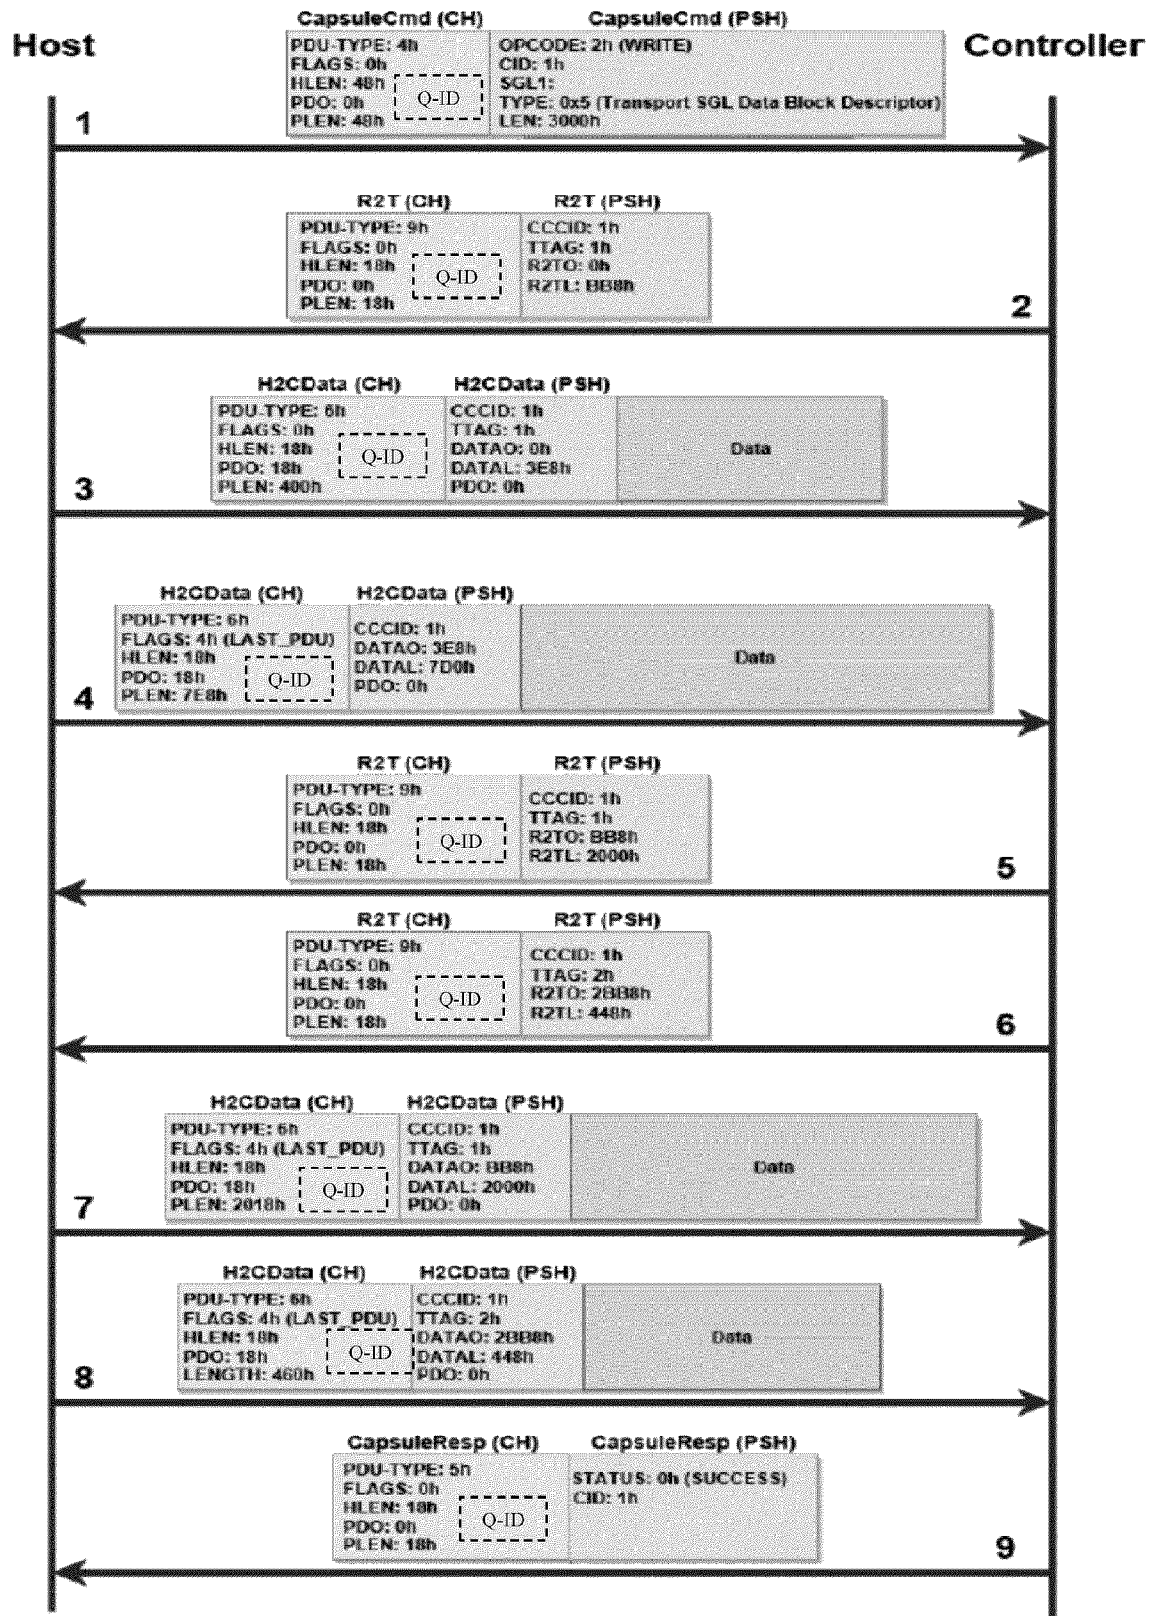 Host
Controller
CapsuleCmd (CH)
CapsuleCmd (PSH)
PDU-TYPE: 4h
FLAGS: 0h
HLEN: 48h
PDO: 0h
PLEN: 48h
Q-ID
OPCODE: 2h (WRITE)
CID: 1h
SGL1:
TYPE: 0x5 (Transport SGL Data Block Descriptor)
LEN: 3000h
1
R2T (CH)
R2T (PSH)
PDU-TYPE: 9h
FLAGS: 0h
HLEN: 18h
PDO: 0h
PLEN: 18h
Q-ID
CCCID: 1h
TTAG: 1h
R2TO: 0h
R2TL: BB8h
2
H2CData (CH)
H2CData (PSH)
PDU-TYPE: 6h
FLAGS: 0h
HLEN: 18h
PDO: 18h
PLEN: 400h
Q-ID
CCCID: 1h
TTAG: 1h
DATAO: 0h
DATAL: 3E8h
PDO: 0h
Data
3
H2CData (CH)
H2CData (PSH)
PDU-TYPE: 6h
FLAGS: 4h (LAST_PDU)
HLEN: 18h
PDO: 18h
PLEN: 7E8h
Q-ID
CCCID: 1h
DATAO: 3E8h
DATAL: 7D0h
PDO: 0h
Data
4
R2T (CH)
R2T (PSH)
PDU-TYPE: 9h
FLAGS: 0h
HLEN: 18h
PDO: 0h
PLEN: 18h
Q-ID
CCCID: 1h
TTAG: 1h
R2TO: BB8h
R2TL: 2000h
5
R2T (CH)
R2T (PSH)
PDU-TYPE: 9h
FLAGS: 0h
HLEN: 18h
PDO: 0h
PLEN: 18h
Q-ID
CCCID: 1h
TTAG: 2h
R2TO: 2BB8h
R2TL: 448h
6
H2CData (CH)
H2CData (PSH)
PDU-TYPE: 6h
FLAGS: 4h (LAST_PDU)
HLEN: 18h
PDO: 18h
PLEN: 2018h
Q-ID
CCCID: 1h
TTAG: 1h
DATAO: BB8h
DATAL: 2000h
PDO: 0h
Data
7
H2CData (CH)
H2CData (PSH)
PDU-TYPE: 6h
FLAGS: 4h (LAST_PDU)
HLEN: 18h
PDO: 18h
LENGTH: 460h
Q-ID
CCCID: 1h
TTAG: 2h
DATAO: 2BB8h
DATAL: 448h
PDO: 0h
Data
8
CapsuleResp (CH)
CapsuleResp (PSH)
PDU-TYPE: 5h
FLAGS: 0h
HLEN: 18h
PDO: 0h
PLEN: 18h
Q-ID
STATUS: 0h (SUCCESS)
CID: 1h
9